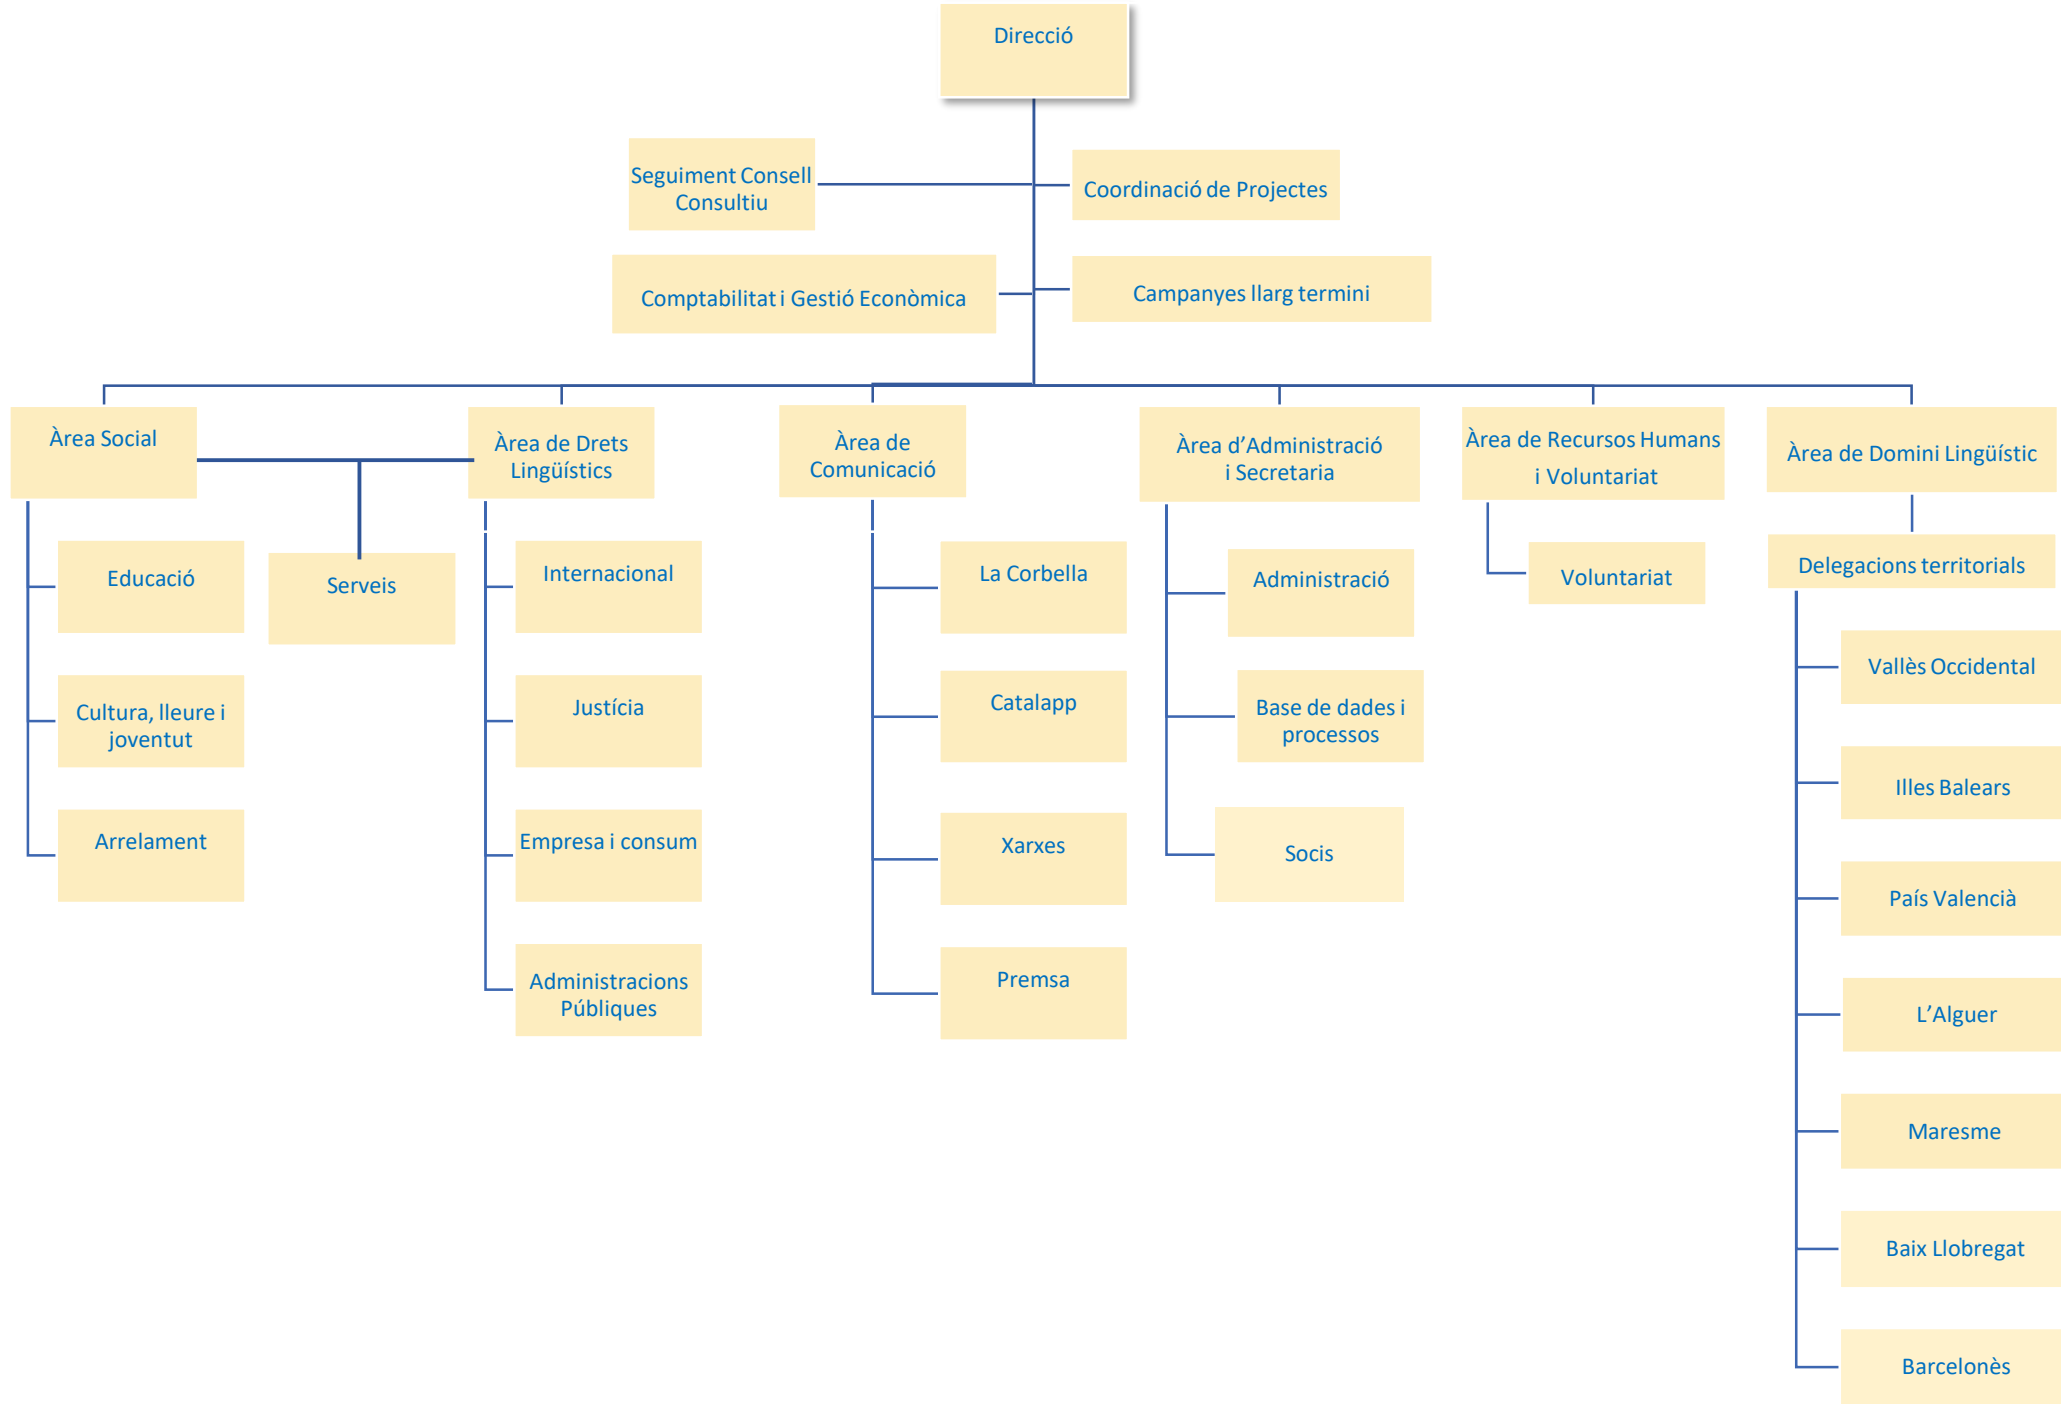 Direcció
Seguiment Consell
Consultiu
Coordinació de Projectes
Comptabilitat i Gestió Econòmica
Campanyes llarg termini
Àrea Social
Àrea de Drets
Lingüístics
Àrea de
Comunicació
Àrea d’Administració
i Secretaria
Àrea de Recursos Humans
i Voluntariat
Àrea de Domini Lingüístic
Educació
Cultura, lleure i
joventut
Arrelament
Serveis
Internacional
Justícia
Empresa i consum
Administracions
Públiques
La Corbella
Catalapp
Xarxes
Premsa
Administració
Base de dades i
processos
Socis
Voluntariat
Delegacions territorials
Vallès Occidental
Illes Balears
País Valencià
L’Alguer
Maresme
Baix Llobregat
Barcelonès